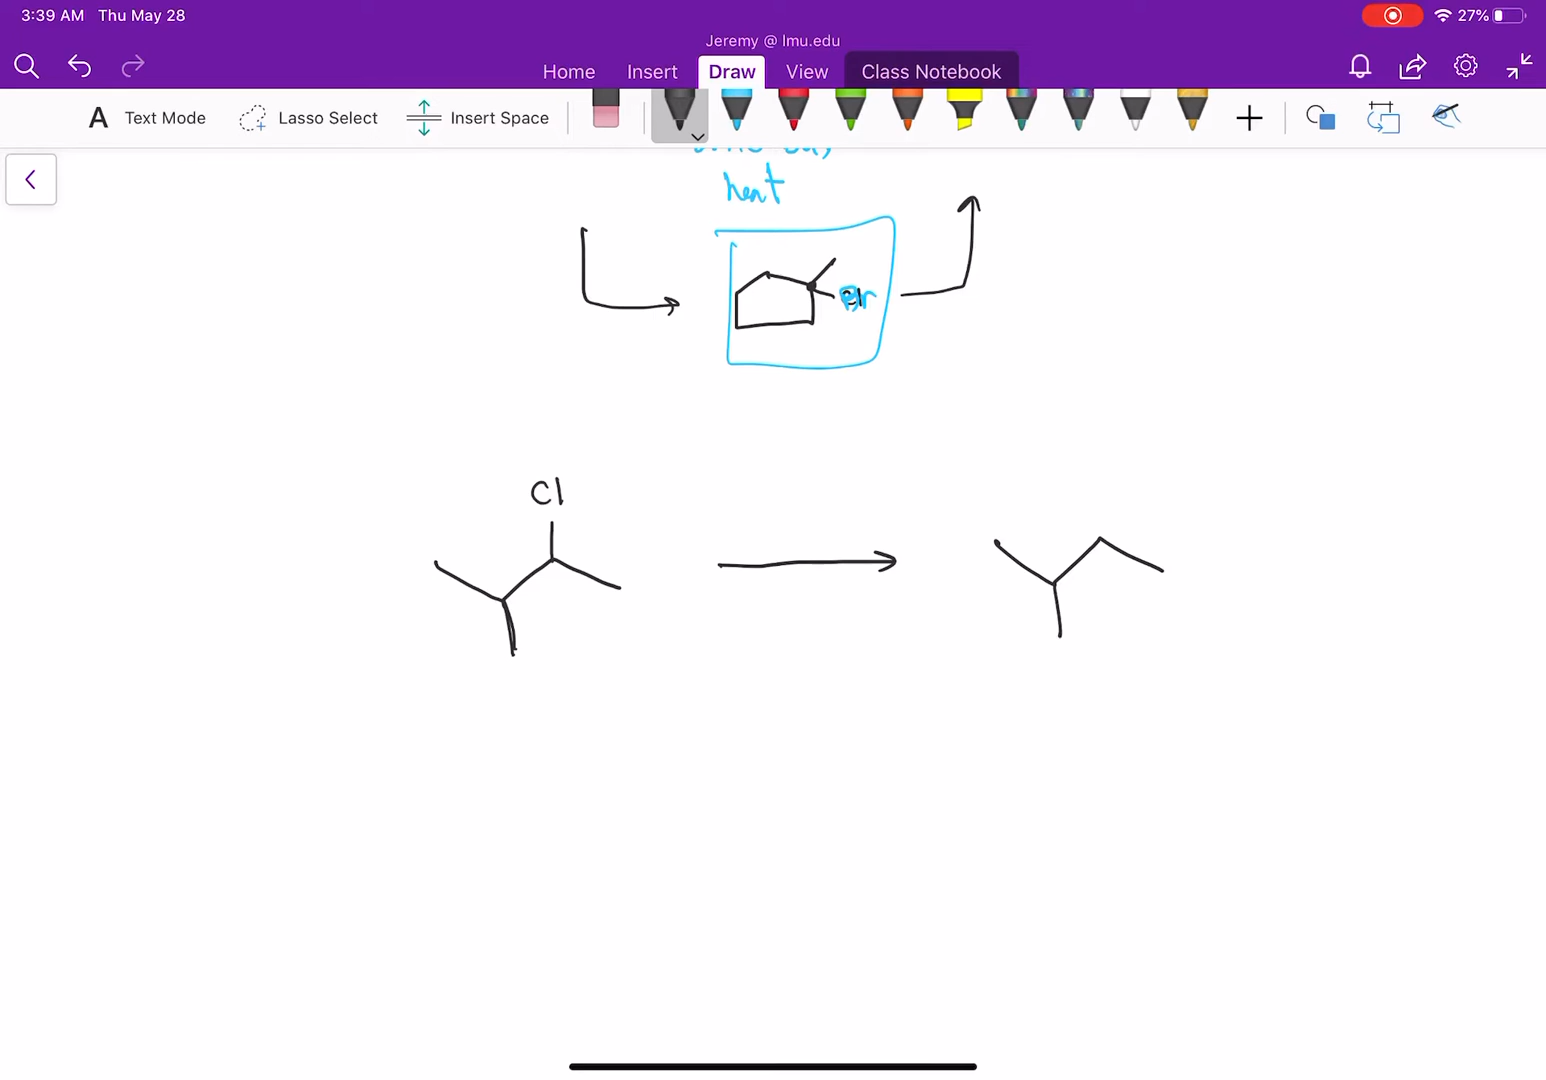 3:39 AM Thu May 28
27%
Jeremy @ lmu.edu
Home Insert Draw View Class Notebook
A Text Mode Lasso Select Insert Space
heat
Br
Cl